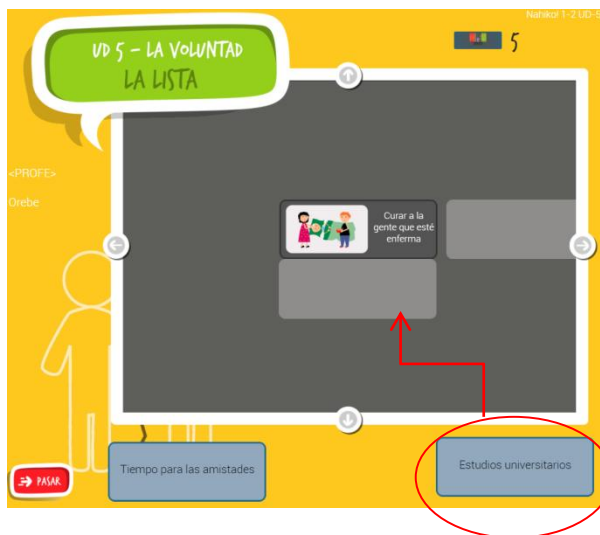 Nahiko! 1-2 UD-5
UD 5 – LA VOLUNTAD
LA LISTA
5
<PROFE>
Orebe
Curar a la
gente que esté
enferma
Tiempo para las amistades
Estudios universitarios
PASAR